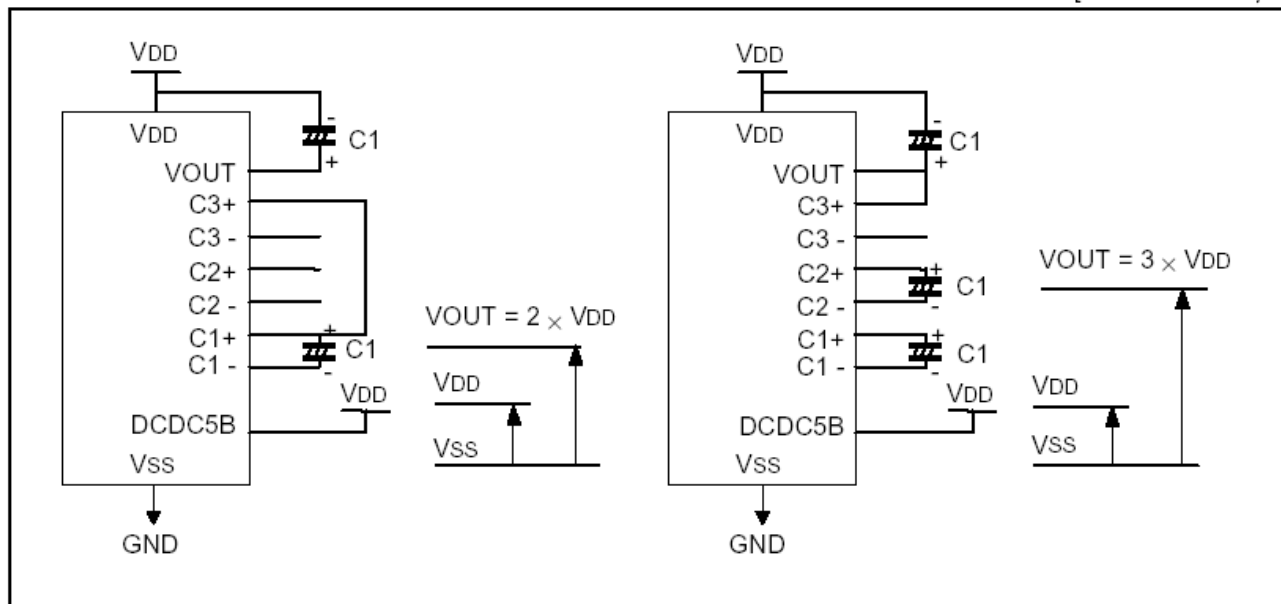 VDD
VDD
- C1
+
VOUT
C3+
C3 -
C2+
C2 -
C1+
+ C1
C1 -
-
VDD
DCDC5B
VSS
GND
VOUT = 2 × VDD
VDD
VSS
VDD
VDD
- C1
+
VOUT
C3+
C3 -
C2+
+ C1
C2 -
-
C1+
+ C1
C1 -
-
VDD
DCDC5B
VSS
GND
VOUT = 3 × VDD
VDD
VSS